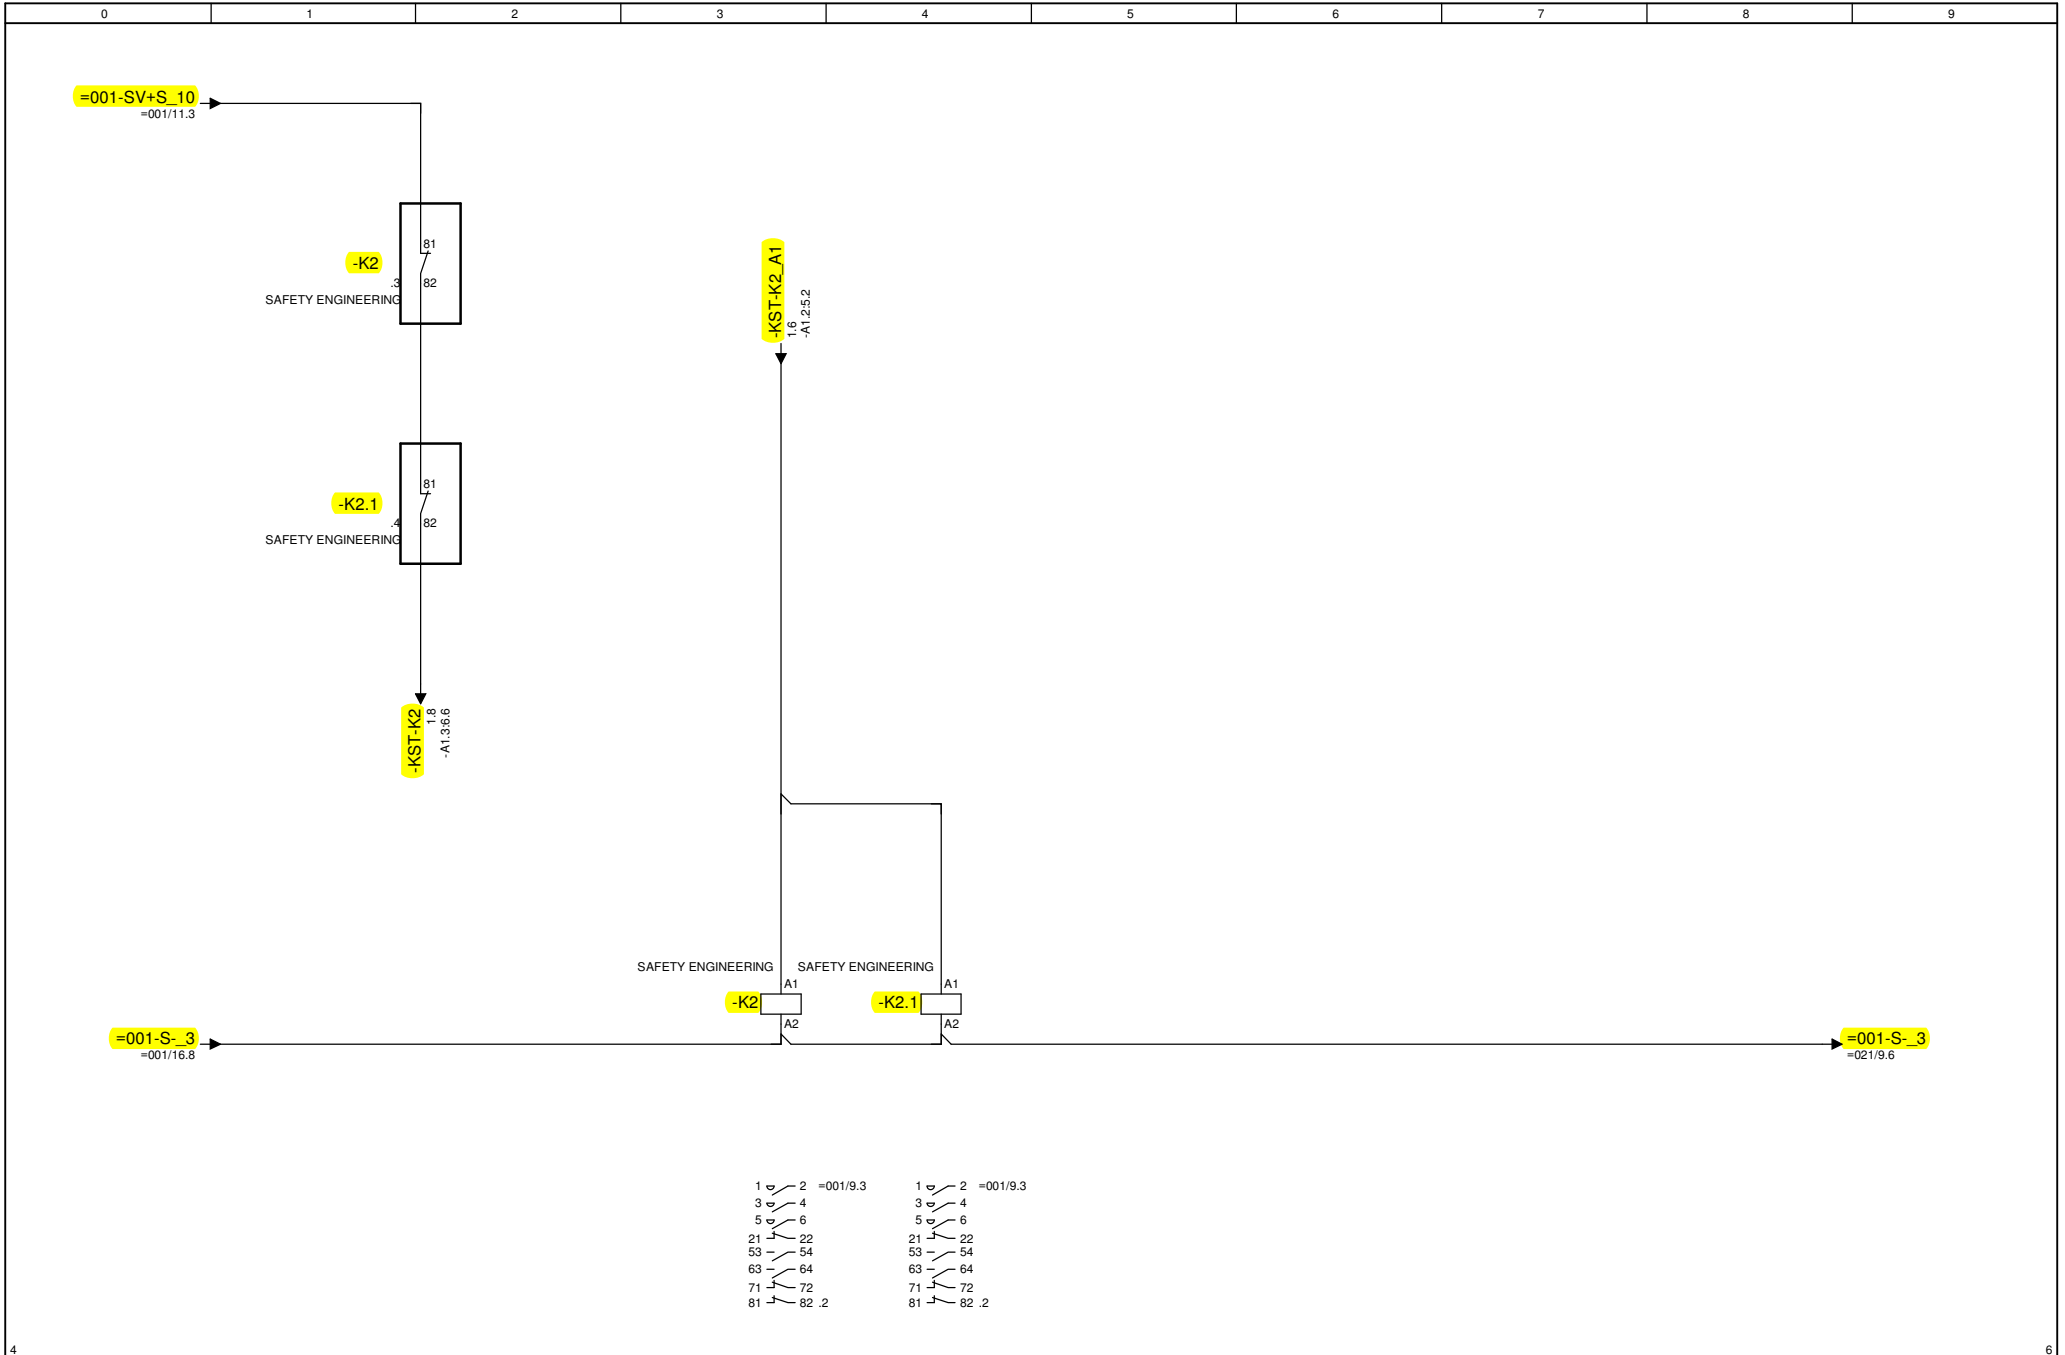 0 1 2 3 4 5 6 7 8 9
=001-SV+S_10
=001/11.3
81
-K2
.3 82
SAFETY ENGINEERING
-KST-K2_A1
1.6
-A1.2:5.2
81
-K2.1
.4 82
SAFETY ENGINEERING
-KST-K2
1.8
-A1.3:6.6
SAFETY ENGINEERING SAFETY ENGINEERING
A1 A1
-K2 -K2.1
A2 A2
=001-S-_3 =001-S-_3
=001/16.8 =021/9.6
1 2 =001/9.3 1 2 =001/9.3
3 4 3 4
5 6 5 6
21 22 21 22
53 54 53 54
63 64 63 64
71 72 71 72
81 82 .2 81 82 .2
4 6